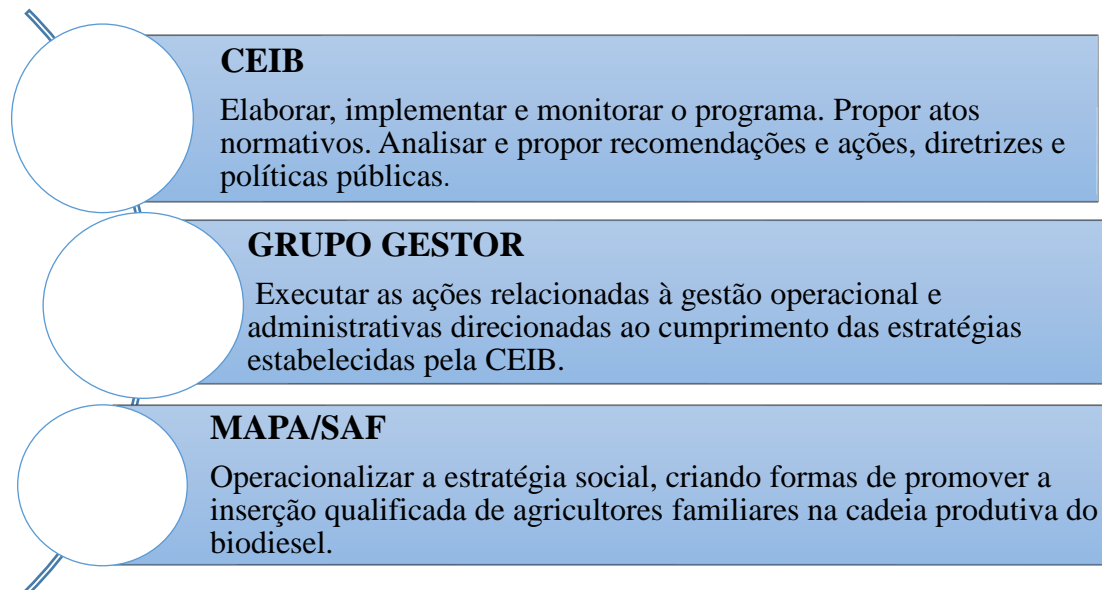 CEIB
Elaborar, implementar e monitorar o programa. Propor atos
normativos. Analisar e propor recomendações e ações, diretrizes e
políticas públicas.
GRUPO GESTOR
Executar as ações relacionadas à gestão operacional e
administrativas direcionadas ao cumprimento das estratégias
estabelecidas pela CEIB.
MAPA/SAF
Operacionalizar a estratégia social, criando formas de promover a
inserção qualificada de agricultores familiares na cadeia produtiva do
biodiesel.